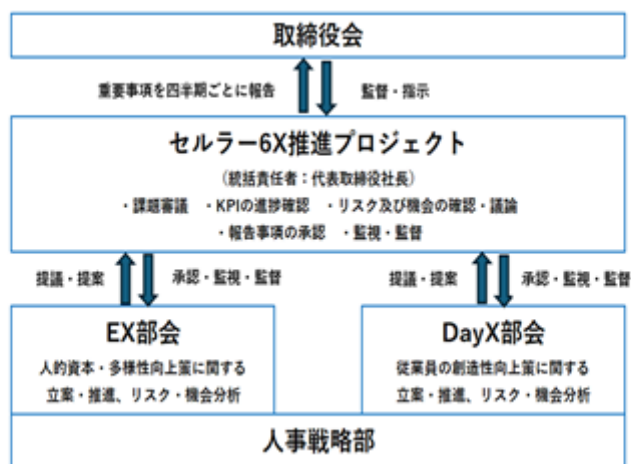 取締役会
重要事項を四半期ごとに報告
監督・指示
セルラー6X推進プロジェクト
(統括責任者:代表取締役社長)
・課題審議 ・KPIの進捗確認 ・リスク及び機会の確認・議論
・報告事項の承認 ・監視・監督
提議・提案
承認・監視・監督
提議・提案
承認・監視・監督
EX部会
人的資本・多様性向上策に関する
立案・推進、リスク・機会分析
DayX部会
従業員の創造性向上策に関する
立案・推進、リスク・機会分析
人事戦略部